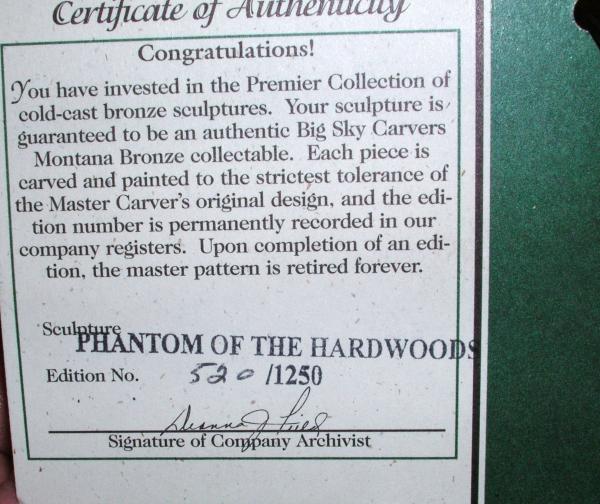 Certificate of Authenticity
Congratulations!
You have invested in the Premier Collection of
cold-cast bronze sculptures. Your sculpture is
guaranteed to be an authentic Big Sky Carvers
Montana Bronze collectable. Each piece is
carved and painted to the strictest tolerance of
the Master Carver's original design, and the edi-
tion number is permanently recorded in our
company registers. Upon completion of an edi-
tion, the master pattern is retired forever.
Sculpture
PHANTOM OF THE HARDWOODS
Edition No. 520 /1250
Signature of Company Archivist